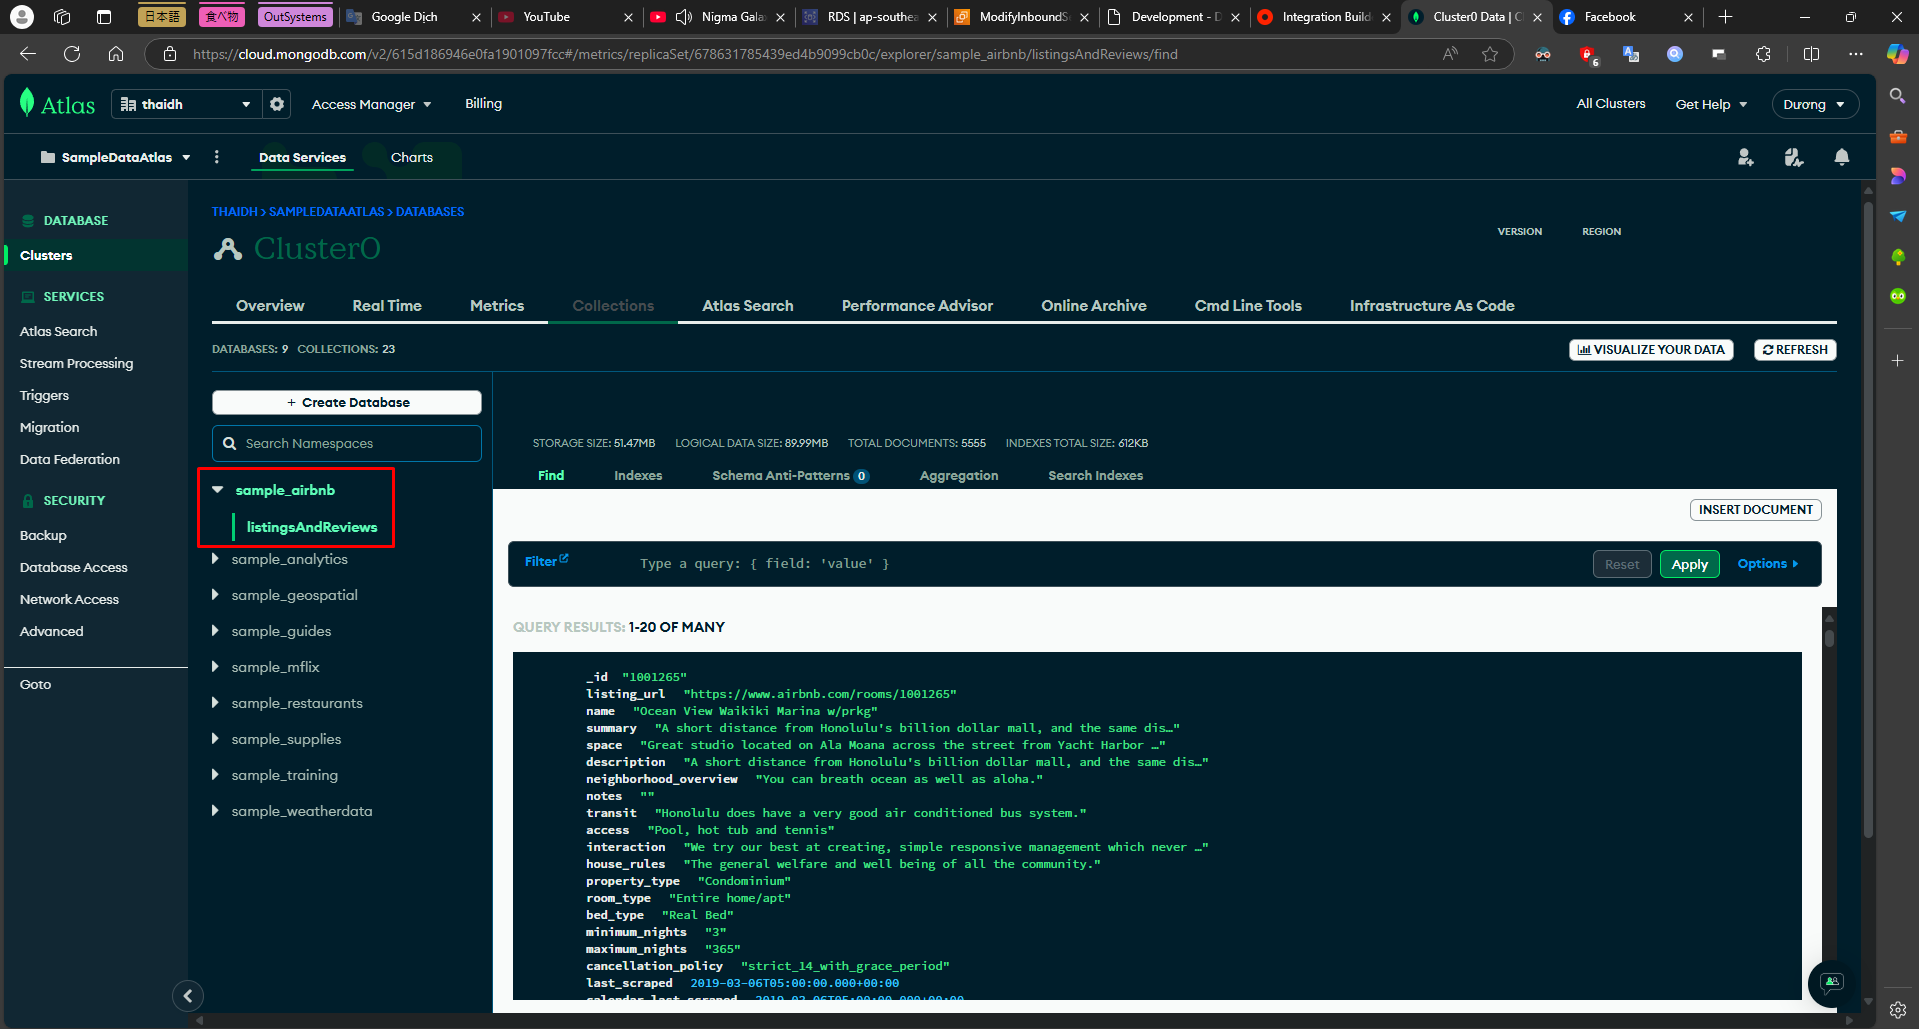 日本語 食べ物 OutSystems Google Dịch YouTube Nigma Gala RDS | ap-southea ModifyInboundS Development - D Integration Build Cluster0 Data | C Facebook
https://cloud.mongodb.com/v2/615d186946e0fa1901097fcc#/metrics/replicaSet/678631785439ed4b9099cb0c/explorer/sample_airbnb/listingsAndReviews/find
6
Atlas thaidh Access Manager Billing All Clusters Get Help Dương
SampleDataAtlas Data Services Charts
DATABASE
Clusters
SERVICES
Atlas Search
Stream Processing
Triggers
Migration
Data Federation
SECURITY
Backup
Database Access
Network Access
Advanced
Goto
THAIDH > SAMPLEDATAATLAS > DATABASES
Cluster0
VERSION REGION
Overview Real Time Metrics Collections Atlas Search Performance Advisor Online Archive Cmd Line Tools Infrastructure As Code
DATABASES: 9 COLLECTIONS: 23
VISUALIZE YOUR DATA REFRESH
+ Create Database
Search Namespaces
sample_airbnb
listingsAndReviews
sample_analytics
sample_geospatial
sample_guides
sample_mflix
sample_restaurants
sample_supplies
sample_training
sample_weatherdata
STORAGE SIZE: 51.47MB LOGICAL DATA SIZE: 89.99MB TOTAL DOCUMENTS: 5555 INDEXES TOTAL SIZE: 612KB
Find Indexes Schema Anti-Patterns 0 Aggregation Search Indexes
INSERT DOCUMENT
Filter Type a query: { field: 'value' } Reset Apply Options
QUERY RESULTS: 1-20 OF MANY
_id "1001265"
listing_url "https://www.airbnb.com/rooms/1001265"
name "Ocean View Waikiki Marina w/prkg"
summary "A short distance from Honolulu's billion dollar mall, and the same dis…"
space "Great studio located on Ala Moana across the street from Yacht Harbor …"
description "A short distance from Honolulu's billion dollar mall, and the same dis…"
neighborhood_overview "You can breath ocean as well as aloha."
notes ""
transit "Honolulu does have a very good air conditioned bus system."
access "Pool, hot tub and tennis"
interaction "We try our best at creating, simple responsive management which never …"
house_rules "The general welfare and well being of all the community."
property_type "Condominium"
room_type "Entire home/apt"
bed_type "Real Bed"
minimum_nights "3"
maximum_nights "365"
cancellation_policy "strict_14_with_grace_period"
last_scraped 2019-03-06T05:00:00.000+00:00
calendar_last_scraped 2019-03-06T05:00:00.000+00:00